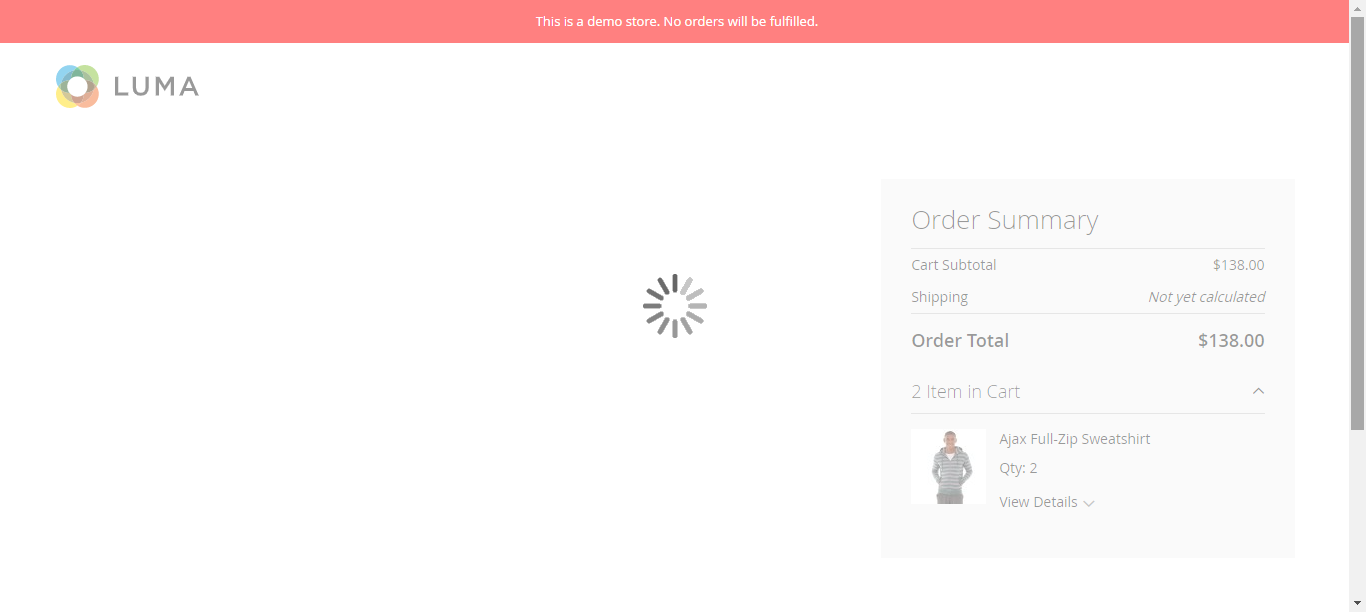 This is a demo store. No orders will be fulfilled.
LUMA
Order Summary
Cart Subtotal $138.00
Shipping Not yet calculated
Order Total $138.00
2 Item in Cart
Ajax Full-Zip Sweatshirt
Qty: 2
View Details